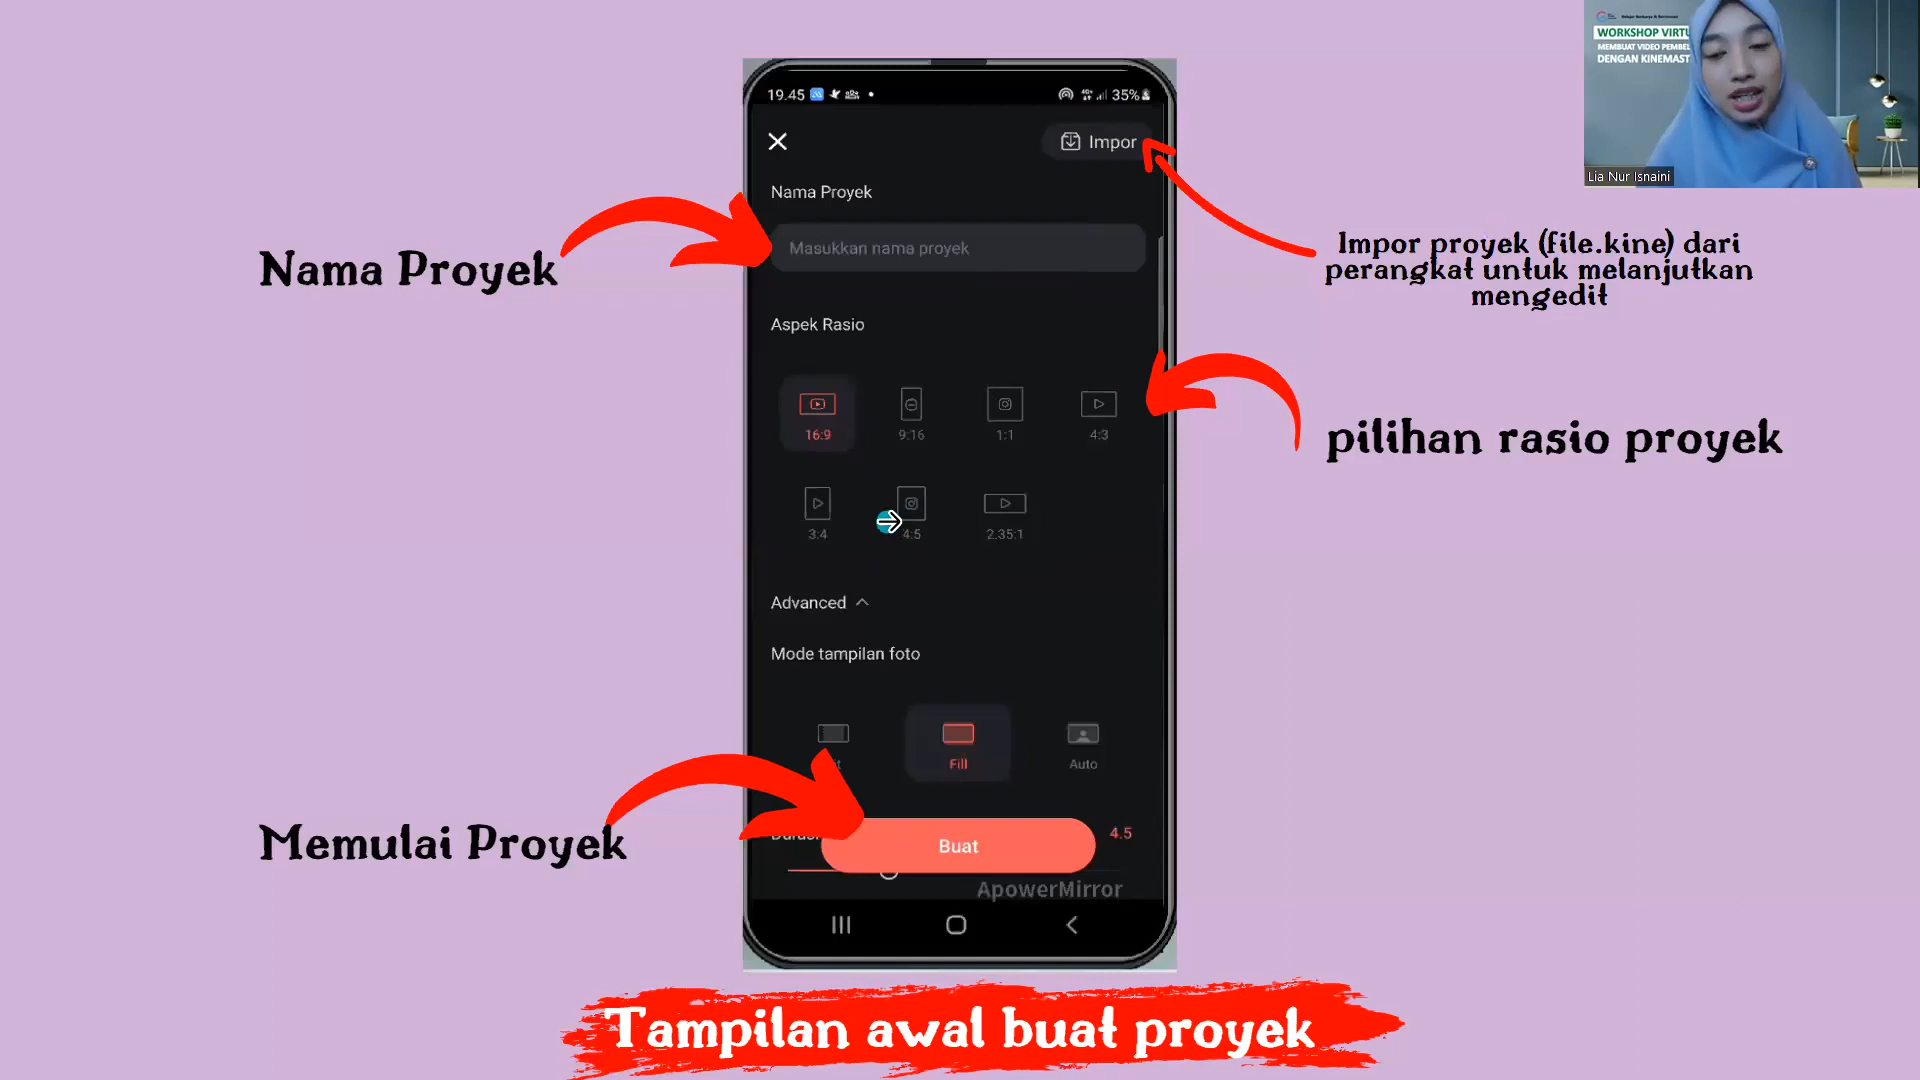 19.45
35%
Impor
Nama Proyek
Masukkan nama proyek
Aspek Rasio
16:9
9:16
1:1
4:3
3:4
4:5
2.35:1
Advanced
Mode tampilan foto
Fill
Auto
4.5
Buat
ApowerMirror
Nama Proyek
Memulai Proyek
Impor proyek (file.kine) dari
perangkat untuk melanjutkan
mengedit
pilihan rasio proyek
Tampilan awal buat proyek
WORKSHOP VIRTU
MEMBUAT VIDEO PEMBEL
DENGAN KINEMAST
Lia Nur Isnaini